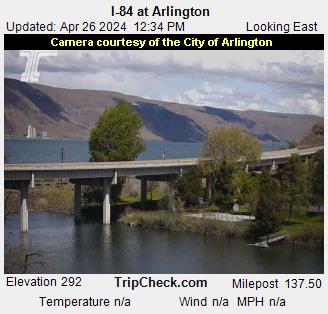 I-84 at Arlington
Updated: Apr 26 2024 12:34 PM Looking East
Camera courtesy of the City of Arlington
Elevation 292 TripCheck.com Milepost 137.50
Temperature n/a Wind n/a MPH n/a